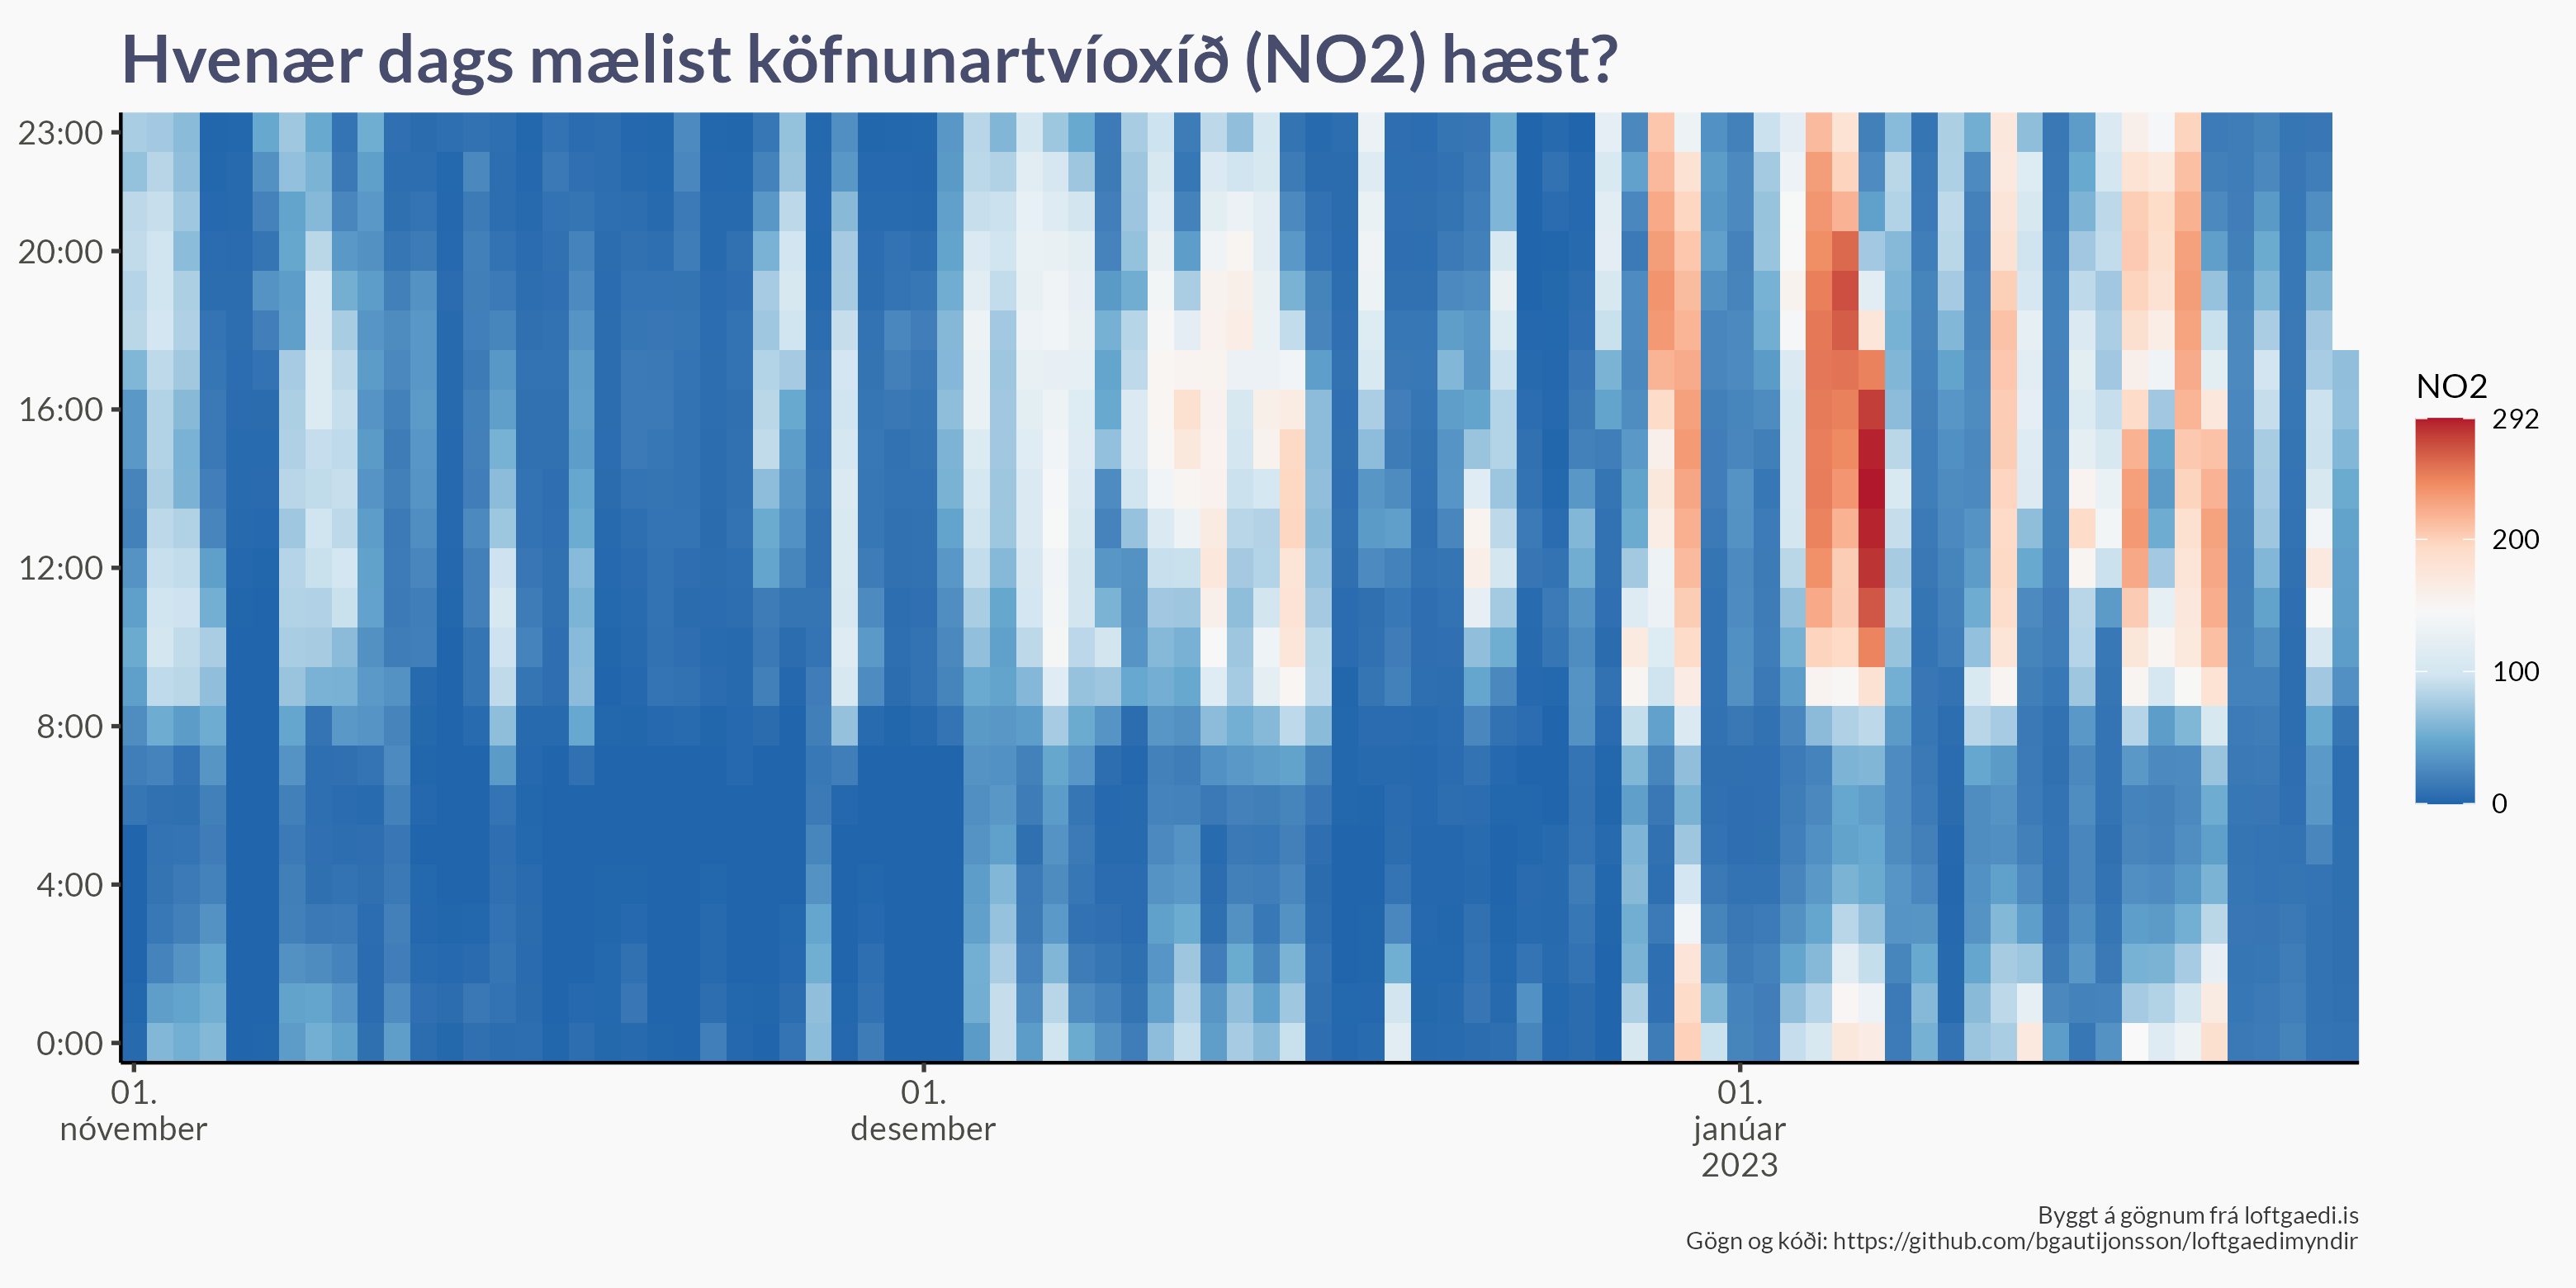 Hvenær dags mælist köfnunartvíoxíð (NO2) hæst?
23:00
20:00
16:00
12:00
8:00
4:00
0:00
01.
nóvember
01.
desember
01.
janúar
2023
NO2
292
200
100
0
Byggt á gögnum frá loftgaedi.is
Gögn og kóði: https://github.com/bgautijonsson/loftgaedimyndir